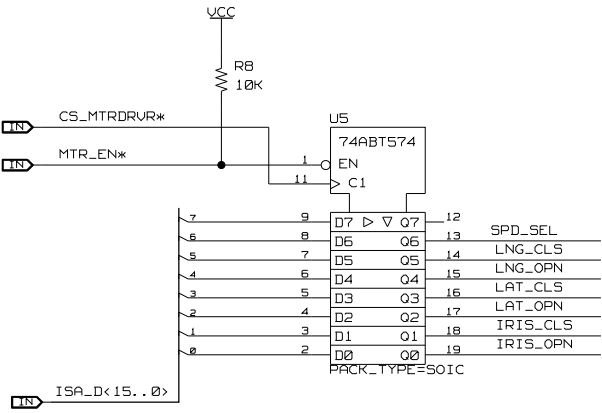 VCC
R8
10K
CS_MTRDRVR*
IN
U5
74ABT574
MTR_EN*
IN
1
EN
11
C1
7 9 D7 Q7 12
6 8 D6 Q6 13 SPD_SEL
5 7 D5 Q5 14 LNG_CLS
4 6 D4 Q4 15 LNG_OPN
3 5 D3 Q3 16 LAT_CLS
2 4 D2 Q2 17 LAT_OPN
1 3 D1 Q1 18 IRIS_CLS
0 2 D0 Q0 19 IRIS_OPN
PACK_TYPE=SOIC
ISA_D<15..0>
IN